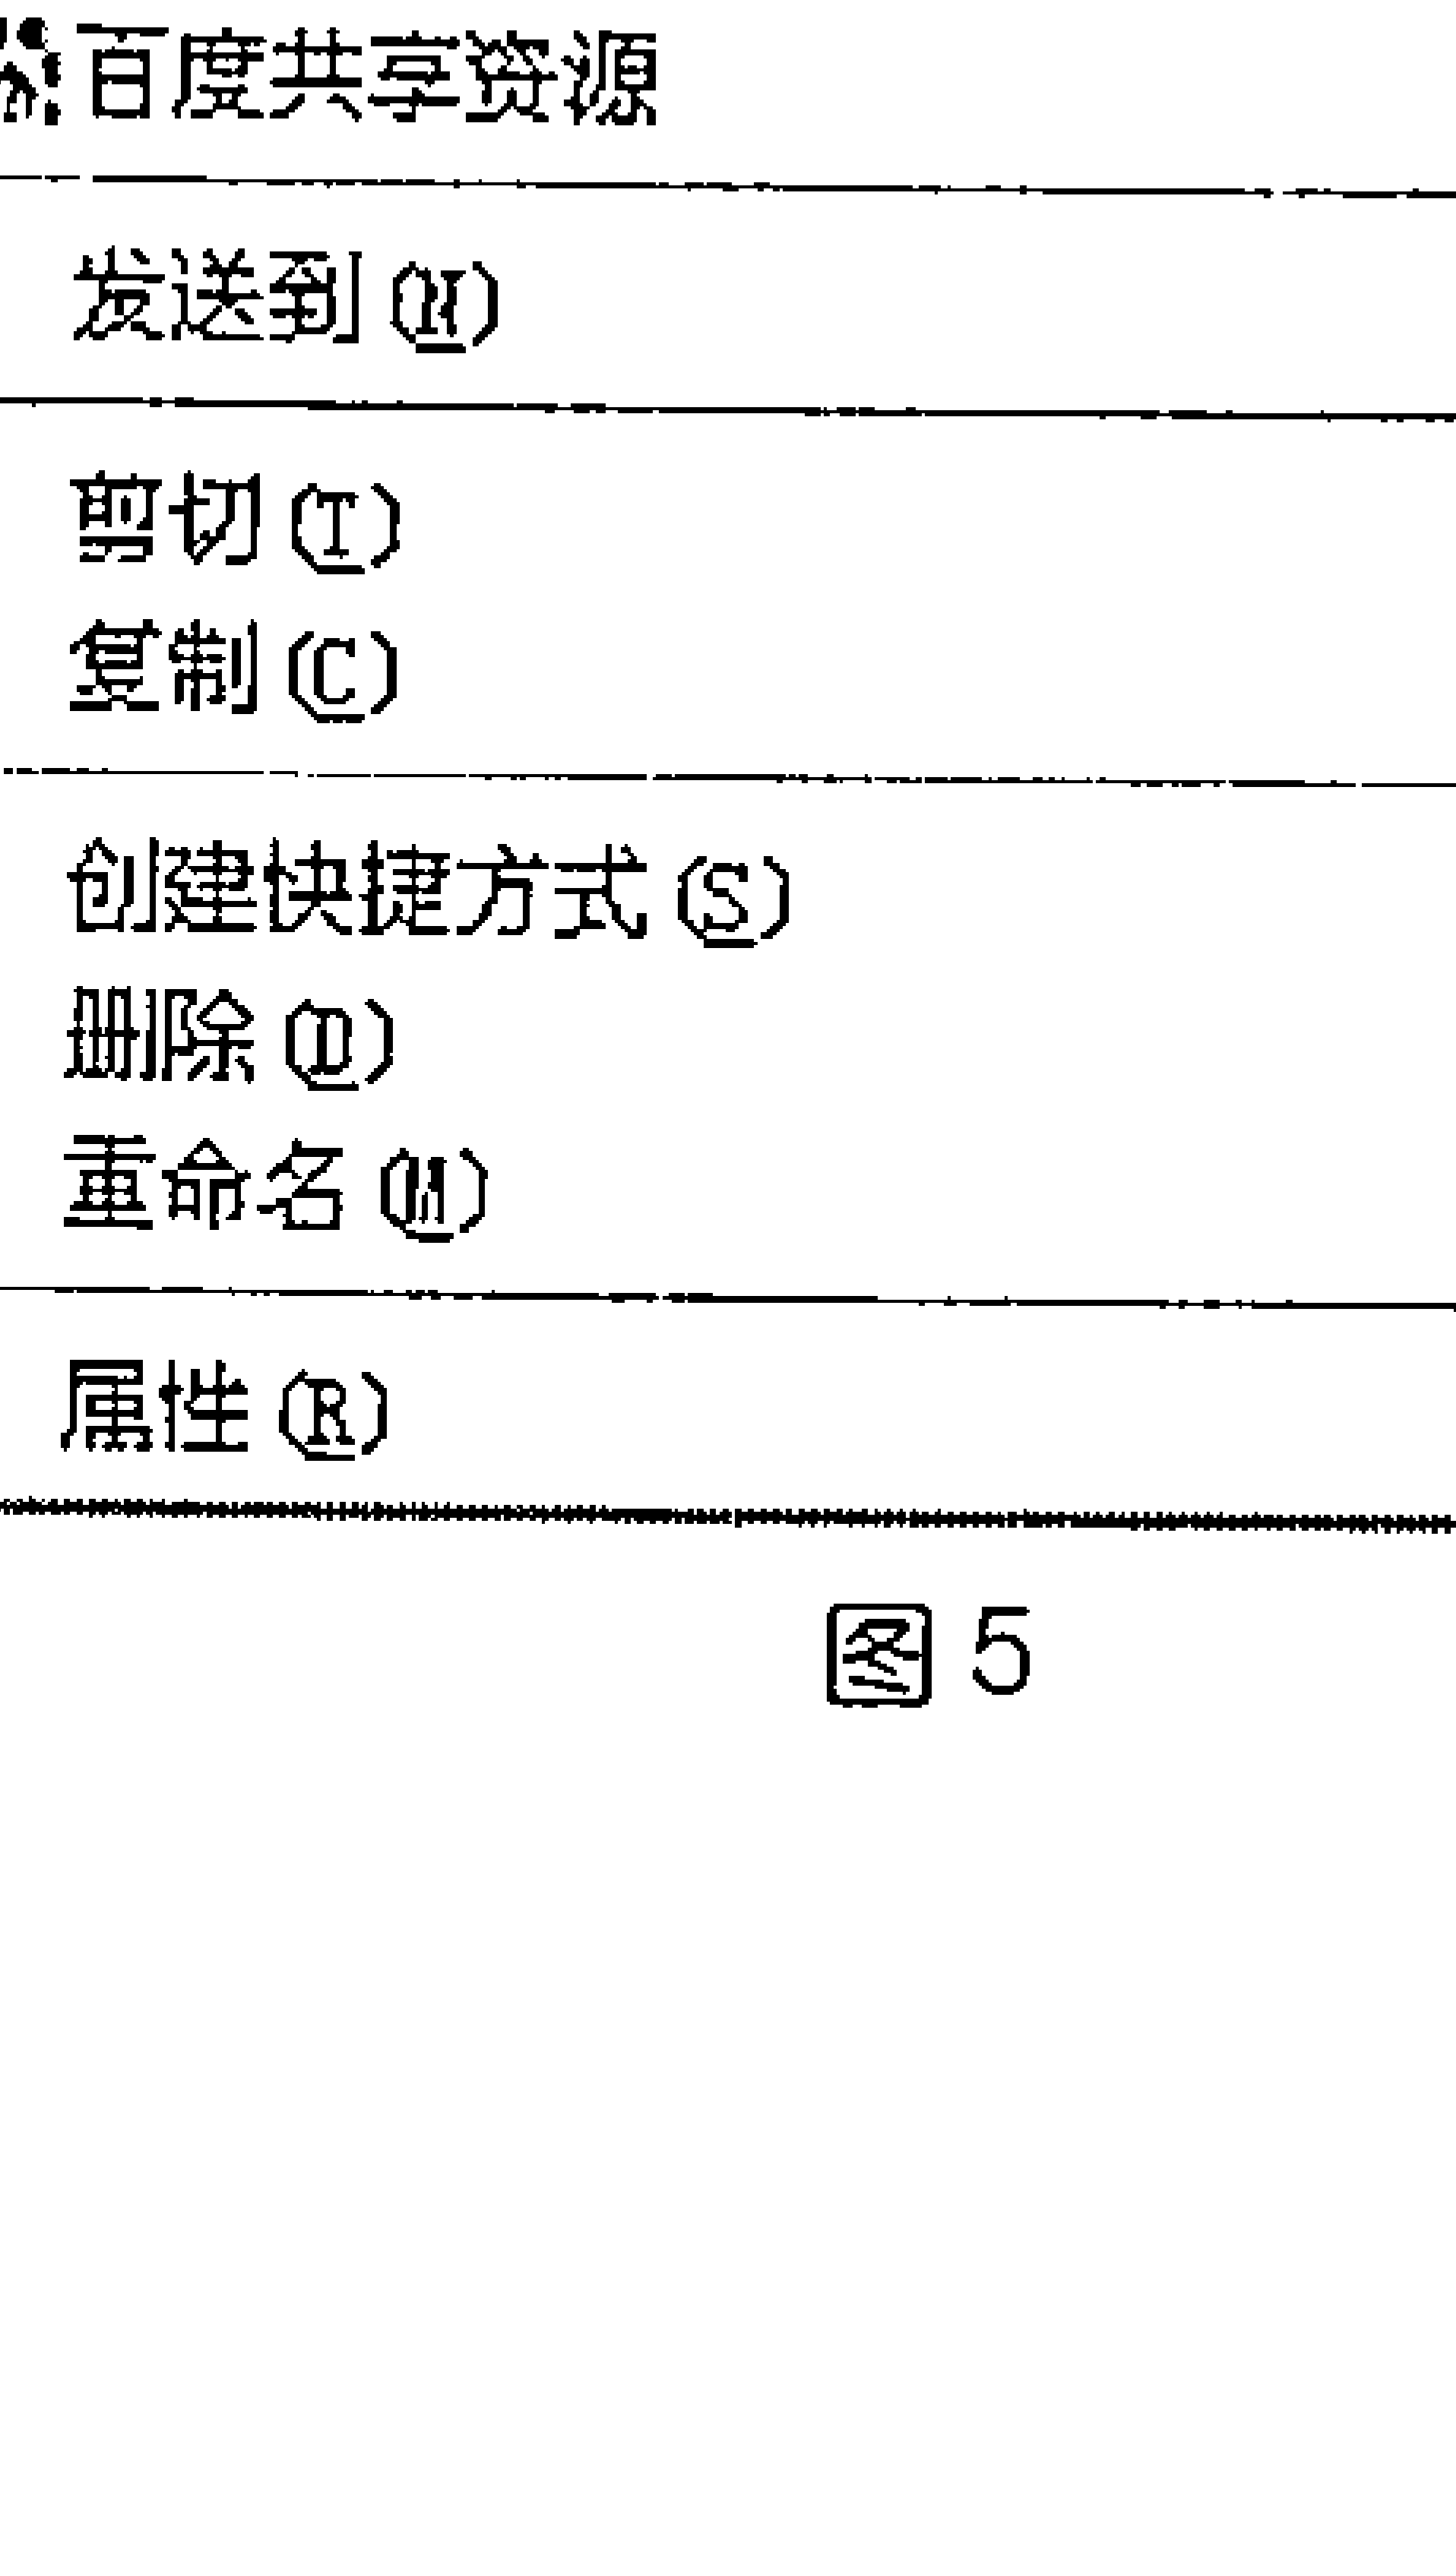 百度共享资源
发送到(N)
剪切(T)
复制(C)
创建快捷方式(S)
删除(D)
重命名(M)
属性(R)
图 5